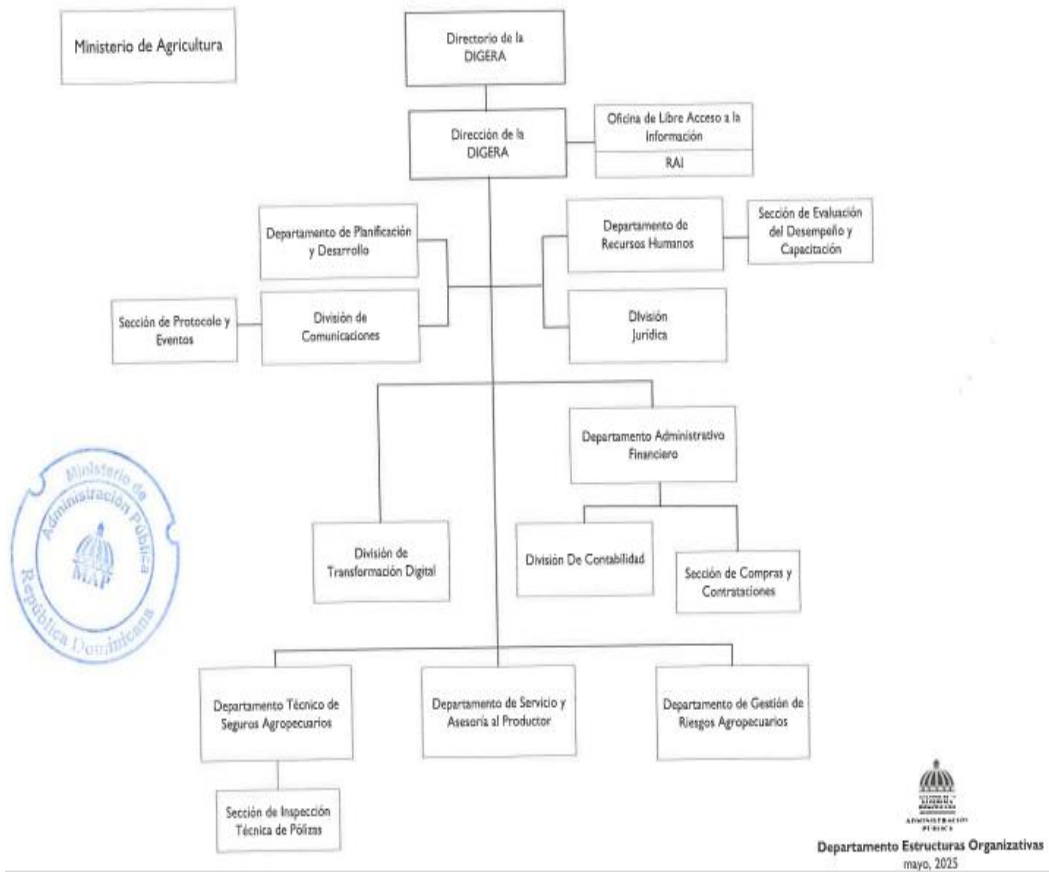 Ministerio de Agricultura
Directorio de la
DIGERA
Dirección de la
DIGERA
Oficina de Libre Acceso a la
Información
RAI
Departamento de Planificación
y Desarrollo
Departamento de
Recursos Humanos
Sección de Evaluación
del Desempeño y
Capacitación
Sección de Protocolo y
Eventos
División de
Comunicaciones
División
Jurídica
Departamento Administrativo
Financiero
División de
Transformación Digital
División De Contabilidad
Sección de Compras y
Contrataciones
Departamento Técnico de
Seguros Agropecuarios
Departamento de Servicio y
Asesoría al Productor
Departamento de Gestión de
Riesgos Agropecuarios
Sección de Inspección
Técnica de Pólizas
Ministerio de
Administración Pública
MAP
República Dominicana
ADMINISTRACIÓN
PÚBLICA
Departamento Estructuras Organizativas
mayo, 2025